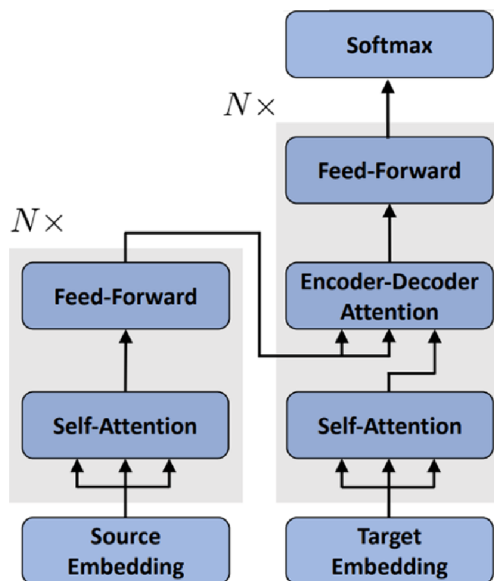 Softmax
N×
Feed-Forward
N×
Feed-Forward
Encoder-Decoder
Attention
Self-Attention
Self-Attention
Source
Embedding
Target
Embedding